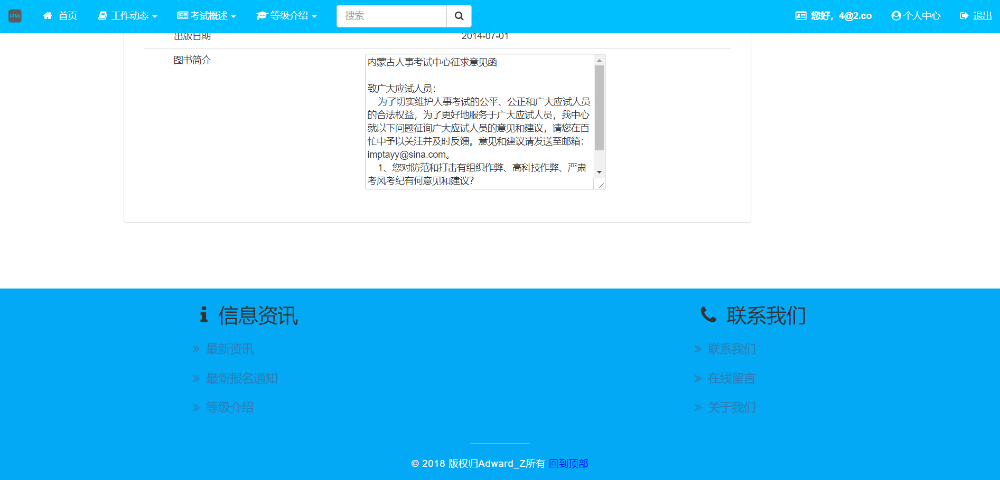 HTML 首页 工作动态 考试概述 等级介绍 搜索 您好，4@2.co 个人中心 退出
出版日期 2014-07-01
图书简介
内蒙古人事考试中心征求意见函
致广大应试人员：
为了切实维护人事考试的公平、公正和广大应试人员
的合法权益，为了更好地服务于广大应试人员，我中心
就以下问题征询广大应试人员的意见和建议，请您在百
忙中予以关注并及时反馈。意见和建议请发送至邮箱：
imptayy@sina.com。
1、您对防范和打击有组织作弊、高科技作弊、严肃
考风考纪有何意见和建议？
信息资讯
» 最新资讯
» 最新报名通知
» 等级介绍
联系我们
» 联系我们
» 在线留言
» 关于我们
© 2018 版权归Adward_Z所有 回到顶部